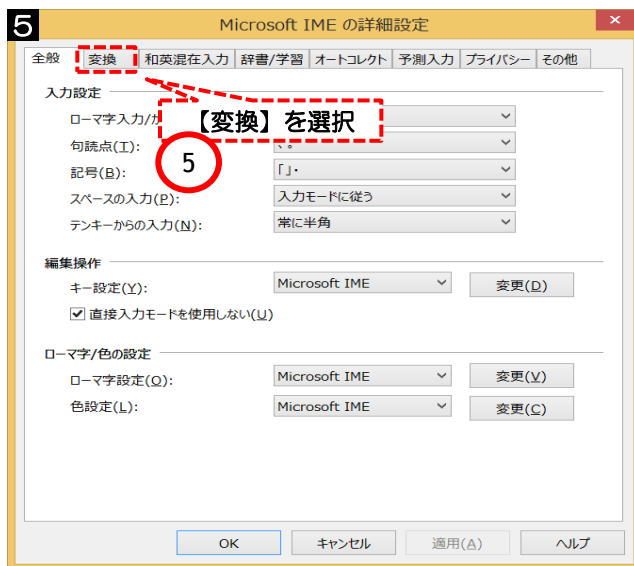 5
Microsoft IME の詳細設定
×
全般 変換 和英混在入力 辞書/学習 オートコレクト 予測入力 プライバシー その他
入力設定
ローマ字入力/か
【変換】を選択
句読点(I):
、。
5
記号(B):
「」・
スペースの入力(P):
入力モードに従う
テンキーからの入力(N):
常に半角
編集操作
キー設定(Y):
Microsoft IME
変更(D)
直接入力モードを使用しない(U)
ローマ字/色の設定
ローマ字設定(O):
Microsoft IME
変更(V)
色設定(L):
Microsoft IME
変更(C)
OK キャンセル 適用(A) ヘルプ